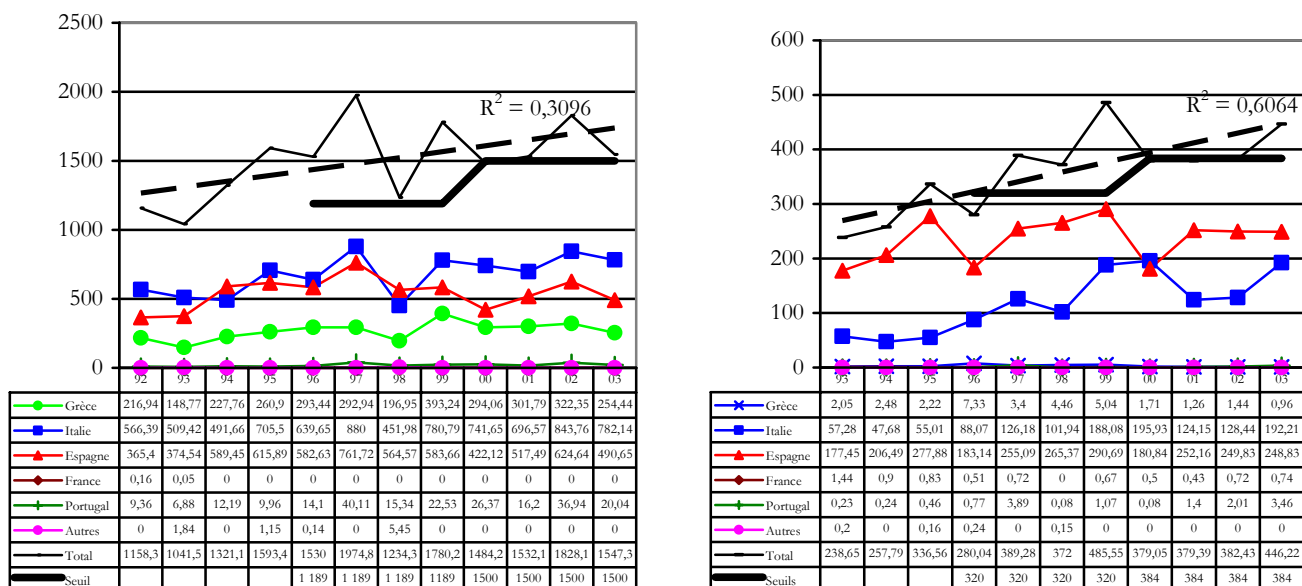 2500
2000
1500
1000
500
0
R² = 0,3096
92 93 94 95 96 97 98 99 00 01 02 03
Grèce 216,94 148,77 227,76 260,9 293,44 292,94 196,95 393,24 294,06 301,79 322,35 254,44
Italie 566,39 509,42 491,66 705,5 639,65 880 451,98 780,79 741,65 696,57 843,76 782,14
Espagne 365,4 374,54 589,45 615,89 582,63 761,72 564,57 583,66 422,12 517,49 624,64 490,65
France 0,16 0,05 0 0 0 0 0 0 0 0 0 0
Portugal 9,36 6,88 12,19 9,96 14,1 40,11 15,34 22,53 26,37 16,2 36,94 20,04
Autres 0 1,84 0 1,15 0,14 0 5,45 0 0 0 0 0
Total 1158,3 1041,5 1321,1 1593,4 1530 1974,8 1234,3 1780,2 1484,2 1532,1 1828,1 1547,3
Seuil 1 189 1 189 1 189 1189 1500 1500 1500 1500
600
500
400
300
200
100
0
R² = 0,6064
93 94 95 96 97 98 99 00 01 02 03
Grèce 2,05 2,48 2,22 7,33 3,4 4,46 5,04 1,71 1,26 1,44 0,96
Italie 57,28 47,68 55,01 88,07 126,18 101,94 188,08 195,93 124,15 128,44 192,21
Espagne 177,45 206,49 277,88 183,14 255,09 265,37 290,69 180,84 252,16 249,83 248,83
France 1,44 0,9 0,83 0,51 0,72 0 0,67 0,5 0,43 0,72 0,74
Portugal 0,23 0,24 0,46 0,77 3,89 0,08 1,07 0,08 1,4 2,01 3,46
Autres 0,2 0 0,16 0,24 0 0,15 0 0 0 0 0
Total 238,65 257,79 336,56 280,04 389,28 372 485,55 379,05 379,39 382,43 446,22
Seuils 320 320 320 320 384 384 384 384